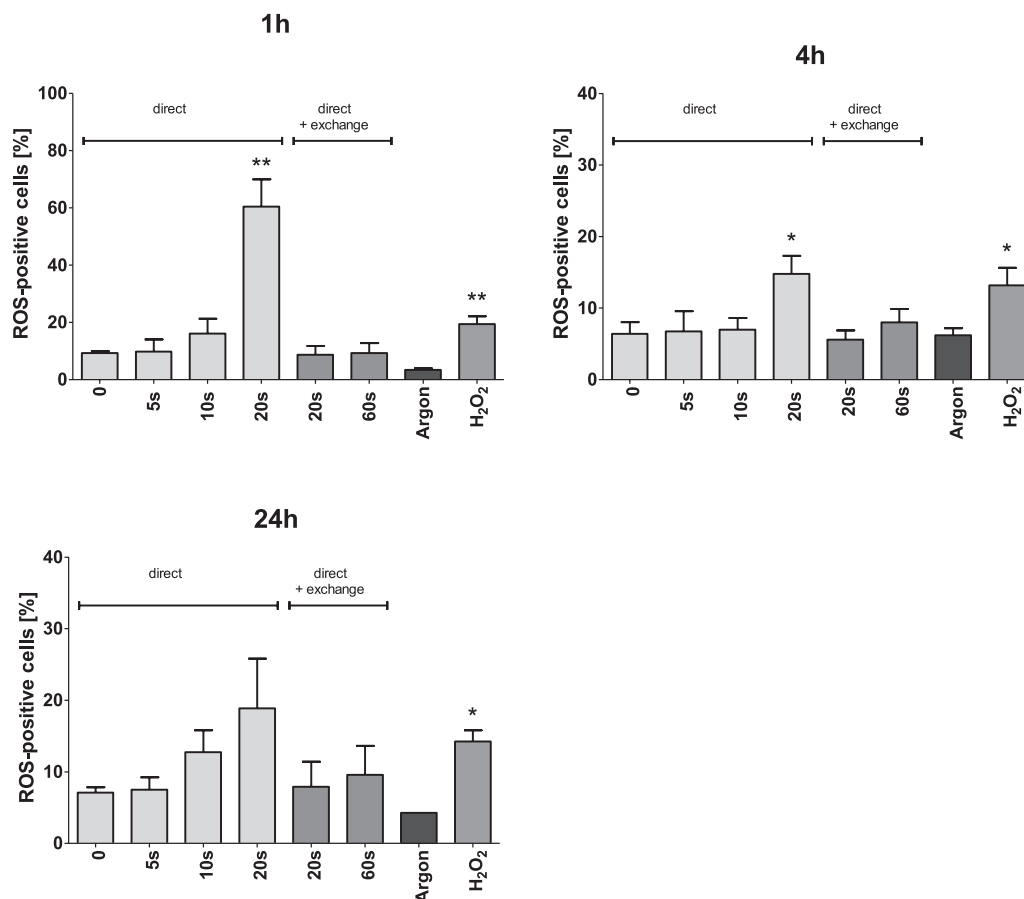 1h
100
80
60
40
20
0
ROS-positive cells [%]
direct
direct
+ exchange
**
**
0
5s
10s
20s
20s
60s
Argon
H₂O₂
4h
40
30
20
10
0
ROS-positive cells [%]
direct
direct
+ exchange
*
*
0
5s
10s
20s
20s
60s
Argon
H₂O₂
24h
40
30
20
10
0
ROS-positive cells [%]
direct
direct
+ exchange
*
0
5s
10s
20s
20s
60s
Argon
H₂O₂